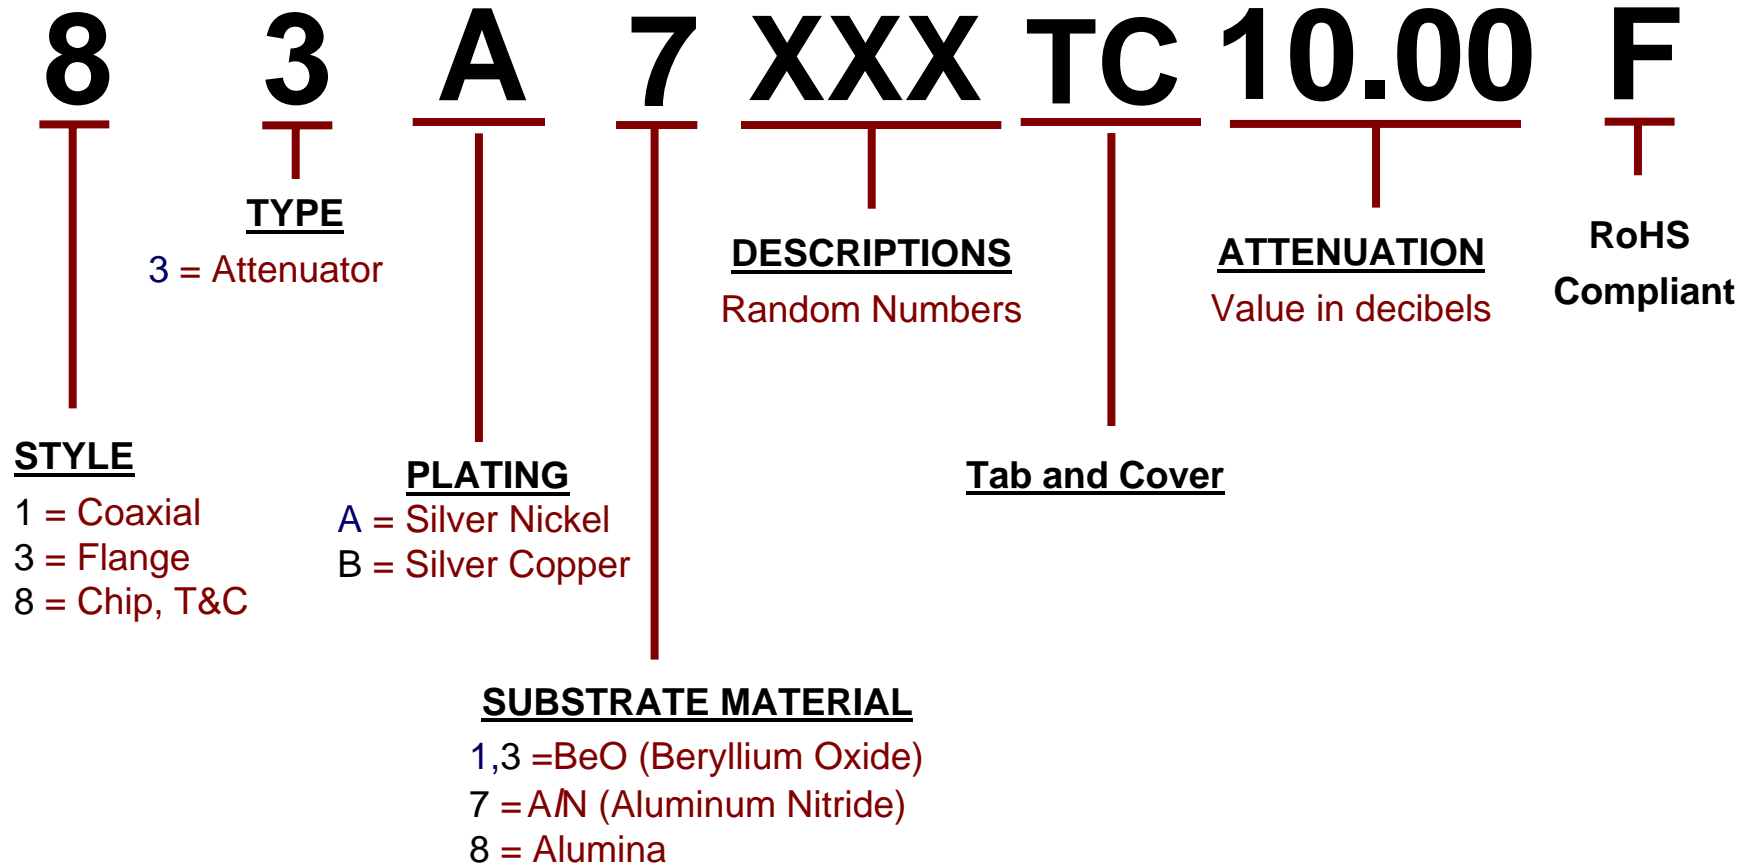 8 3 A 7 XXX TC 10.00 F
TYPE
3 = Attenuator
DESCRIPTIONS
Random Numbers
ATTENUATION
Value in decibels
RoHS
Compliant
STYLE
1 = Coaxial
3 = Flange
8 = Chip, T&C
PLATING
A = Silver Nickel
B = Silver Copper
Tab and Cover
SUBSTRATE MATERIAL
1,3 =BeO (Beryllium Oxide)
7 = AlN (Aluminum Nitride)
8 = Alumina